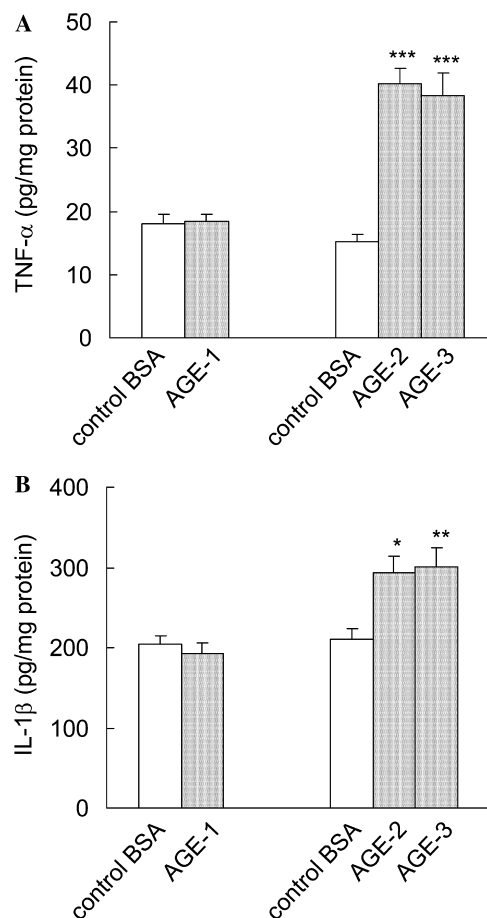 A
TNF-α (pg/mg protein)
50
40
30
20
10
0
***
***
control BSA
AGE-1
control BSA
AGE-2
AGE-3
B
IL-1β (pg/mg protein)
400
300
200
100
0
*
**
control BSA
AGE-1
control BSA
AGE-2
AGE-3